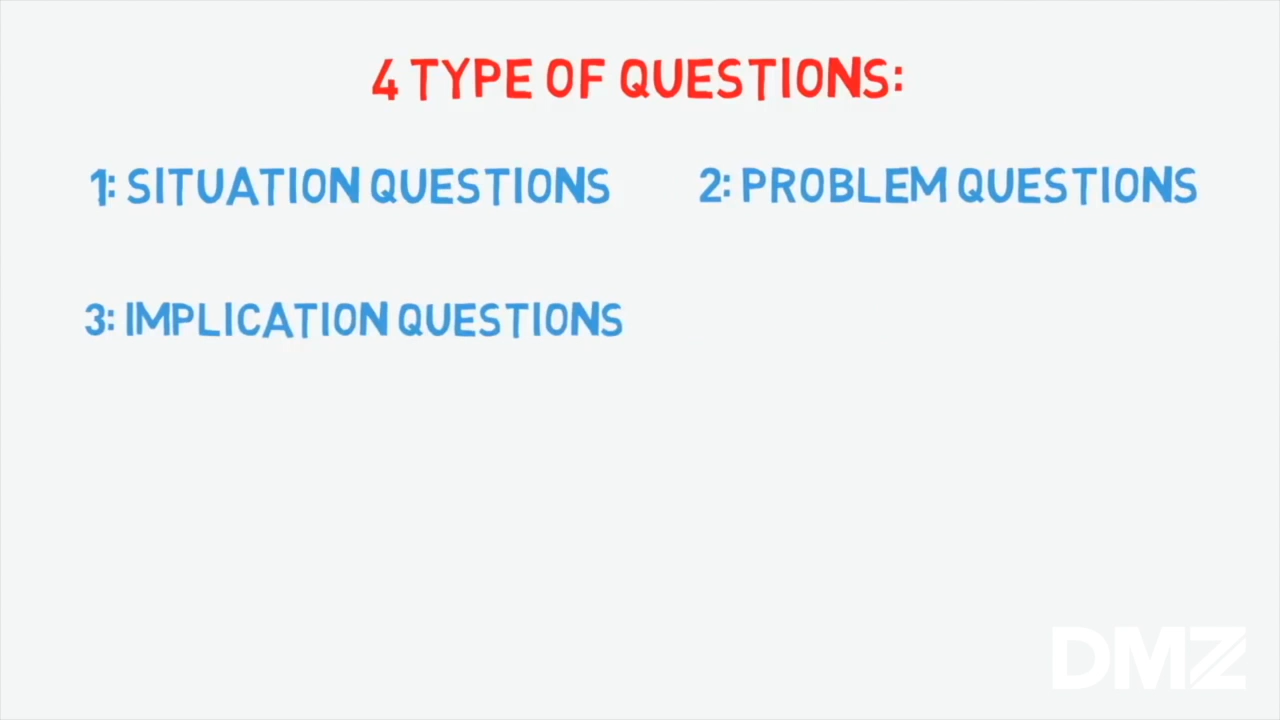 4 TYPE OF QUESTIONS:
1: SITUATION QUESTIONS
2: PROBLEM QUESTIONS
3: IMPLICATION QUESTIONS
DMZ